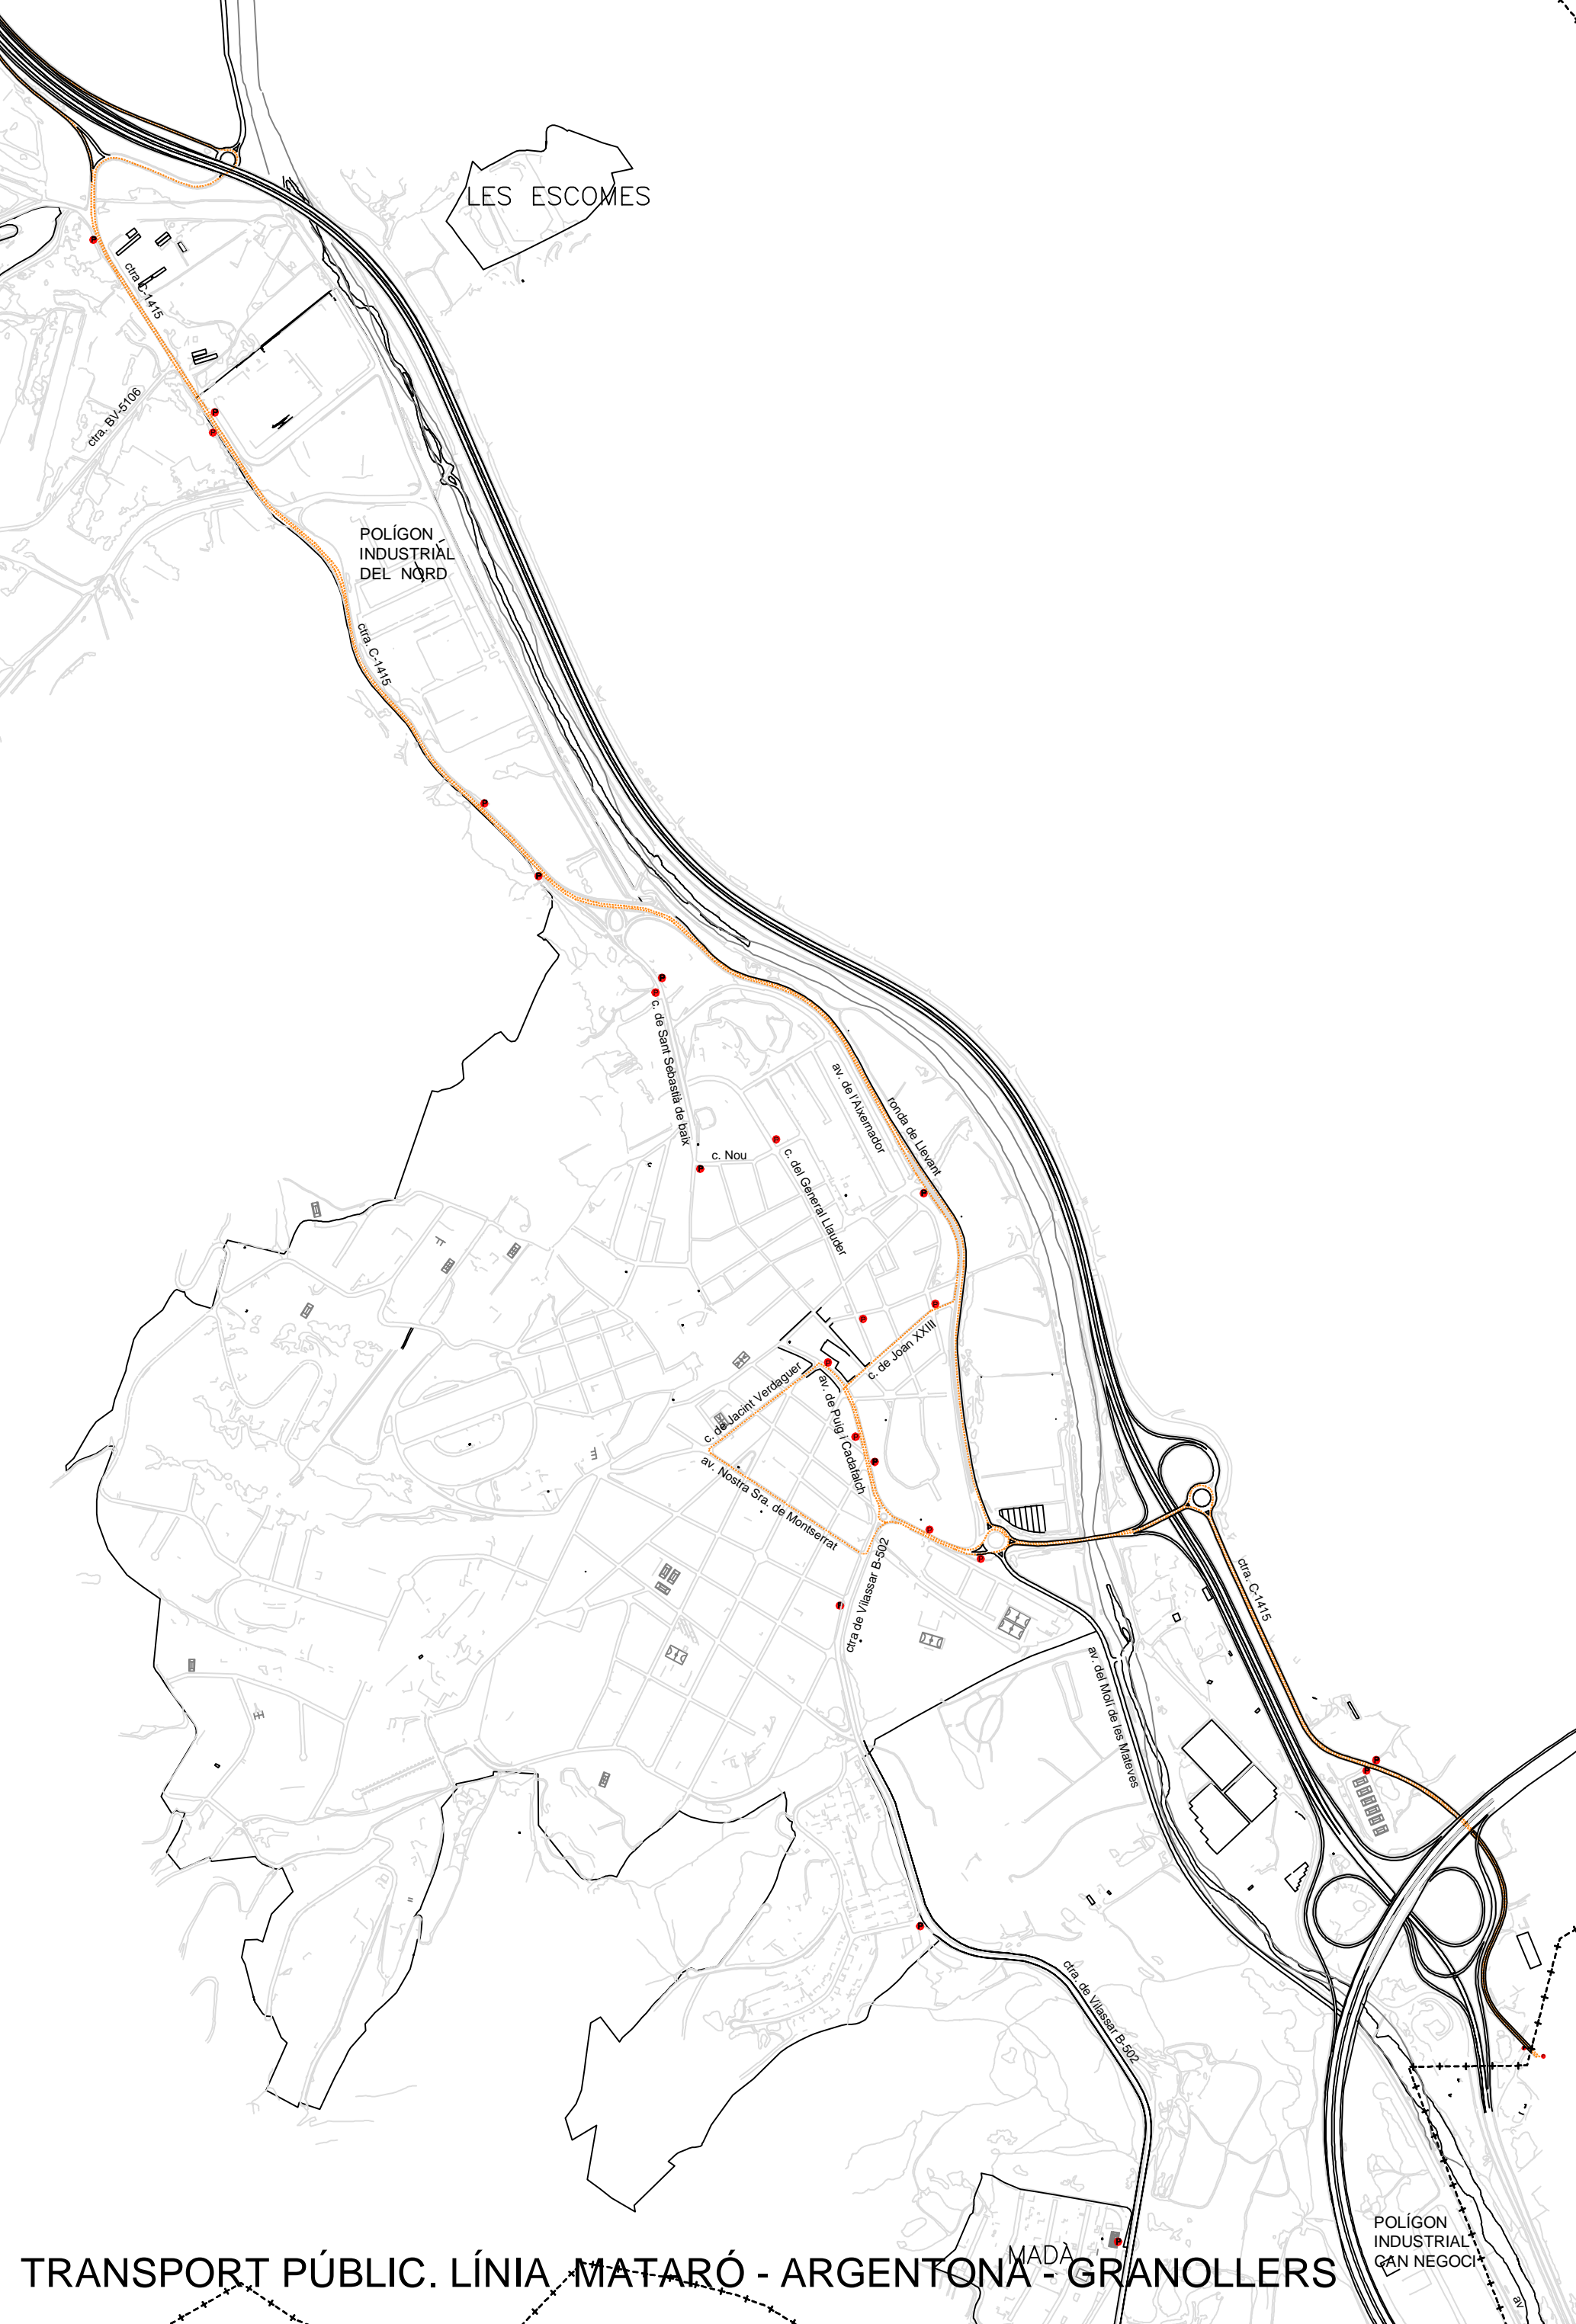 LES ESCOMES
ctra. C-1415
ctra. BV-5106
POLÍGON
INDUSTRIAL
DEL NORD
ctra. C-1415
c. de Sant Sebastià de baix
av. de l'Aixernador
ronda de Llevant
c. Nou
c. del General Llauder
c. de Joan XXIII
c. de Jacint Verdaguer
av. de Puig i Cadafalch
av. Nostra Sra. de Montserrat
ctra de Vilassar B-502
ctra. C-1415
av. del Molí de les Mateves
ctra. de Vilassar B-502
POLÍGON
INDUSTRIAL
CAN NEGOCI
MADÀ
TRANSPORT PÚBLIC. LÍNIA MATARÓ - ARGENTONA - GRANOLLERS
av